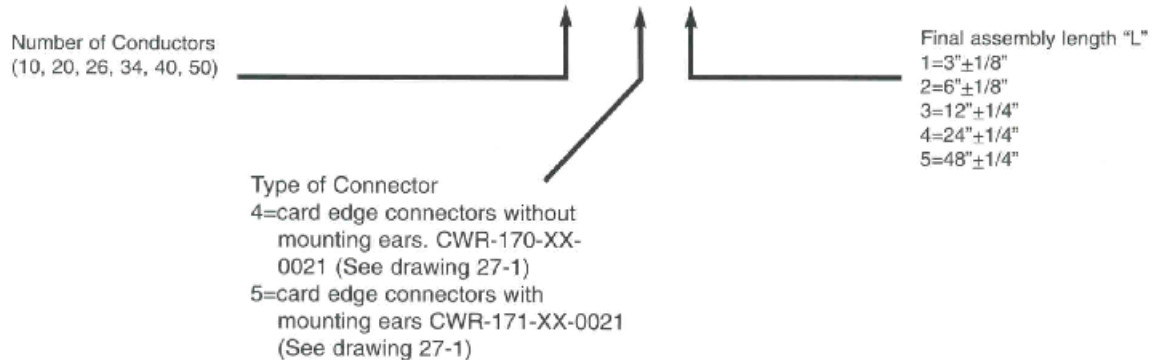 Number of Conductors
(10, 20, 26, 34, 40, 50)
Final assembly length “L”
1=3”±1/8”
2=6”±1/8”
3=12”±1/4”
4=24”±1/4”
5=48”±1/4”
Type of Connector
4=card edge connectors without
mounting ears. CWR-170-XX-
0021 (See drawing 27-1)
5=card edge connectors with
mounting ears CWR-171-XX-0021
(See drawing 27-1)